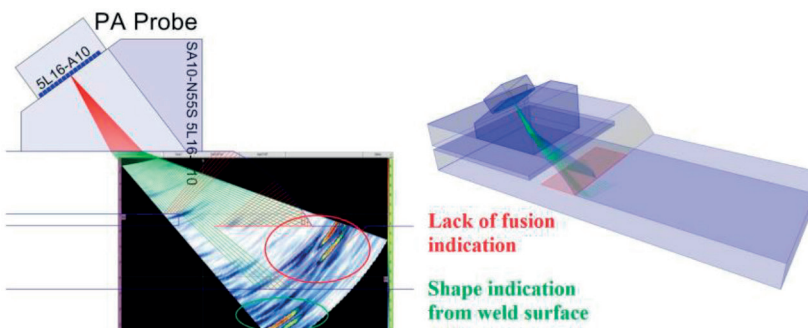 PA Probe
5L16-A10
SA10-N55S 5L16-A10
Lack of fusion
indication
Shape indication
from weld surface